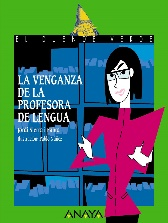 EL DUENDE VERDE
LA VENGANZA
DE LA
PROFESORA
DE LENGUA
ANAYA